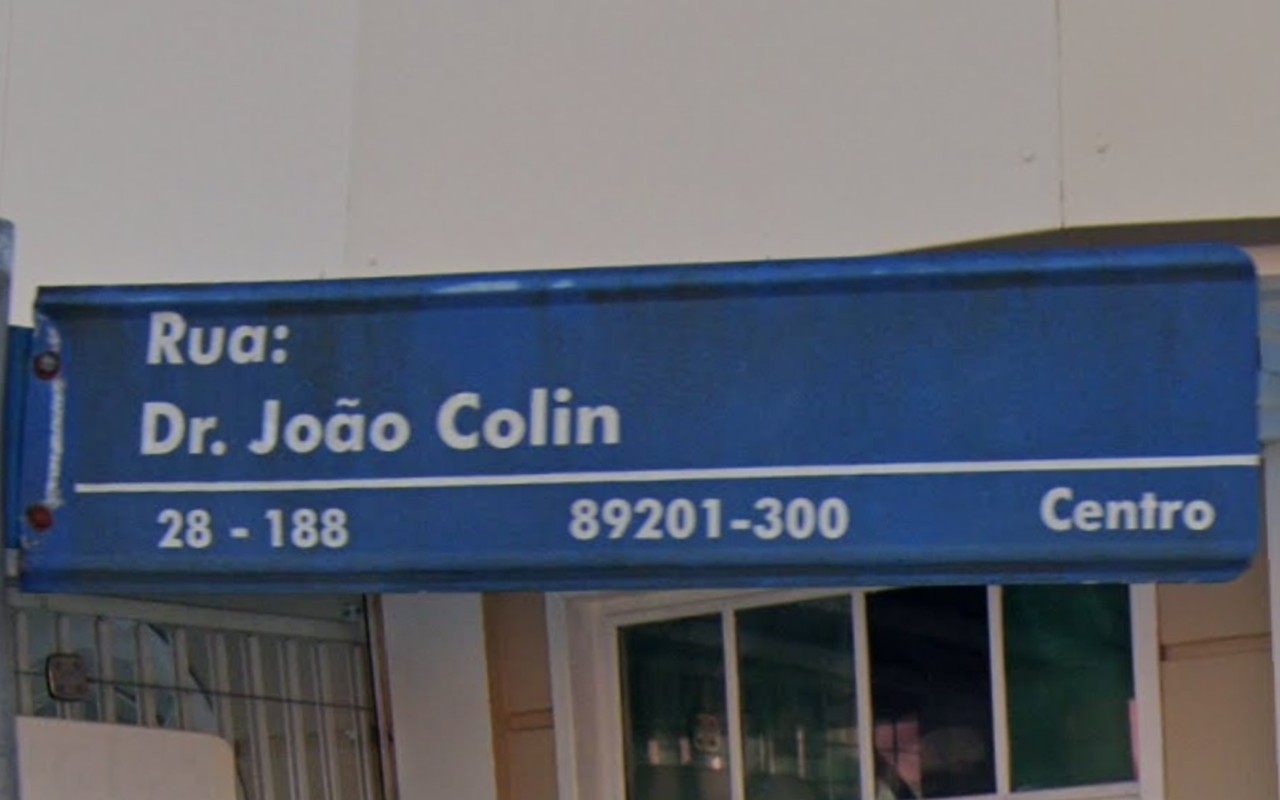 Rua:
Dr. João Colin
28 - 188 89201-300 Centro